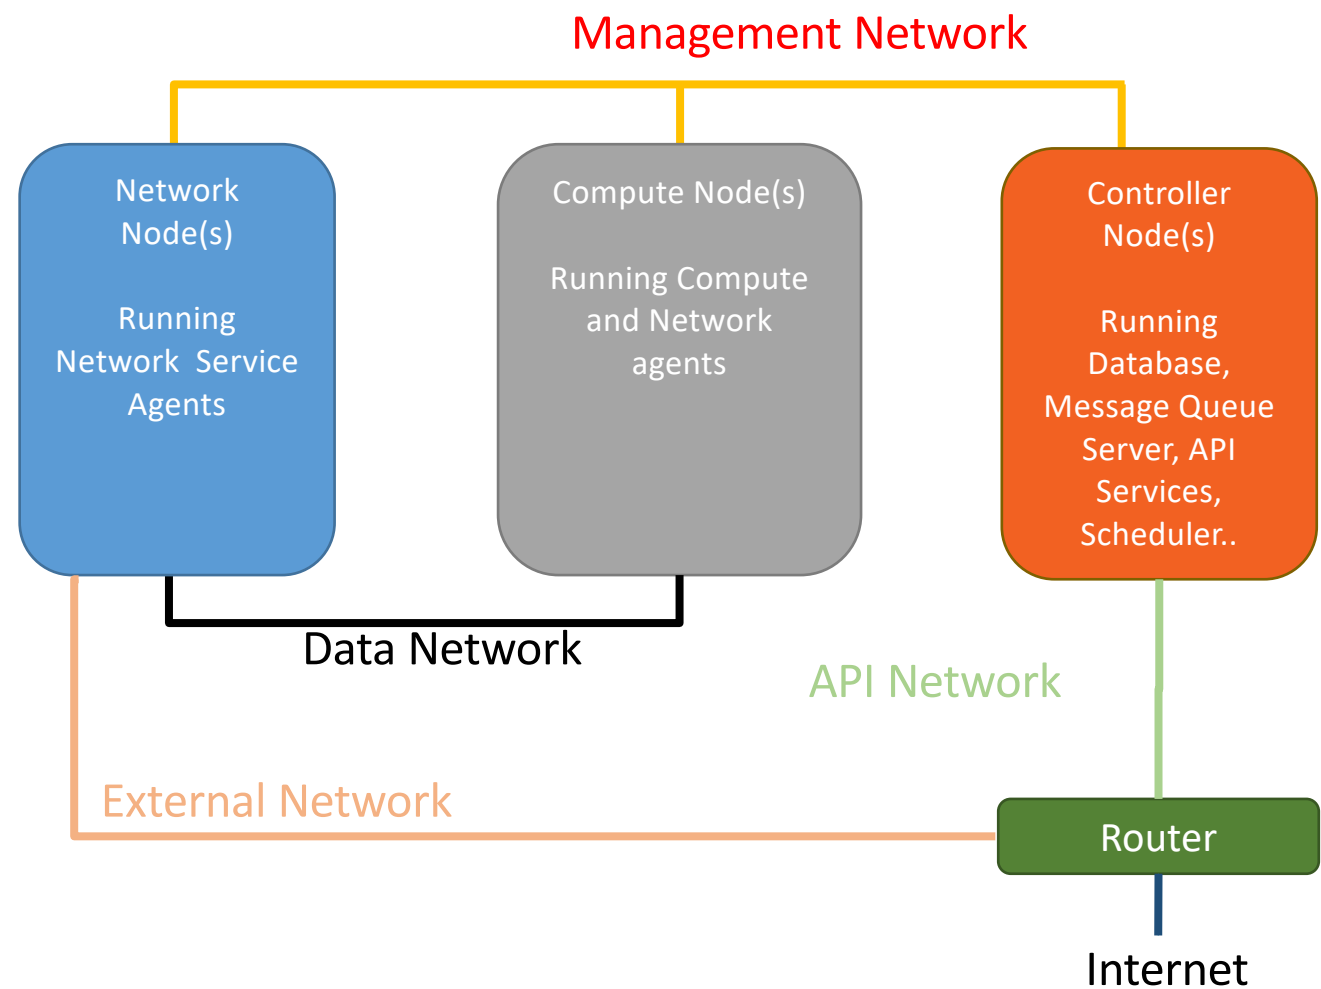 Management Network
Network
Node(s)
Running
Network Service
Agents
Compute Node(s)
Running Compute
and Network
agents
Controller
Node(s)
Running
Database,
Message Queue
Server, API
Services,
Scheduler..
Data Network
API Network
External Network
Router
Internet